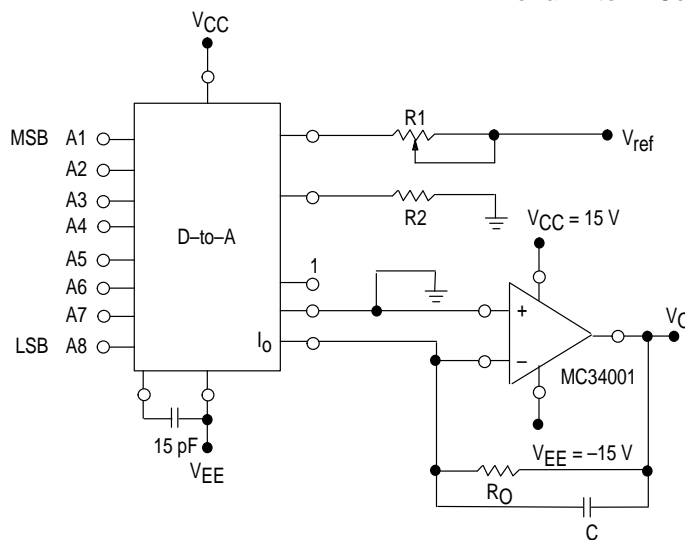 VCC
MSB A1
A2
A3
A4
A5
A6
A7
LSB A8
D–to–A
1
IO
15 pF
VEE
R1
Vref
R2
VCC = 15 V
+
–
MC34001
VO
VEE = –15 V
RO
C